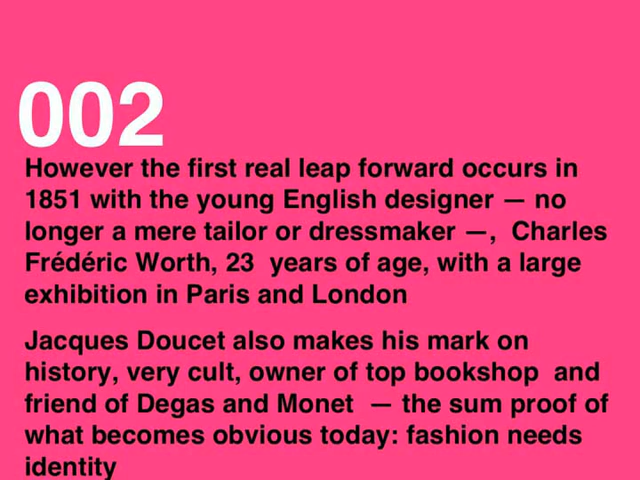 002
However the first real leap forward occurs in
1851 with the young English designer — no
longer a mere tailor or dressmaker —, Charles
Frédéric Worth, 23 years of age, with a large
exhibition in Paris and London
Jacques Doucet also makes his mark on
history, very cult, owner of top bookshop and
friend of Degas and Monet — the sum proof of
what becomes obvious today: fashion needs
identity